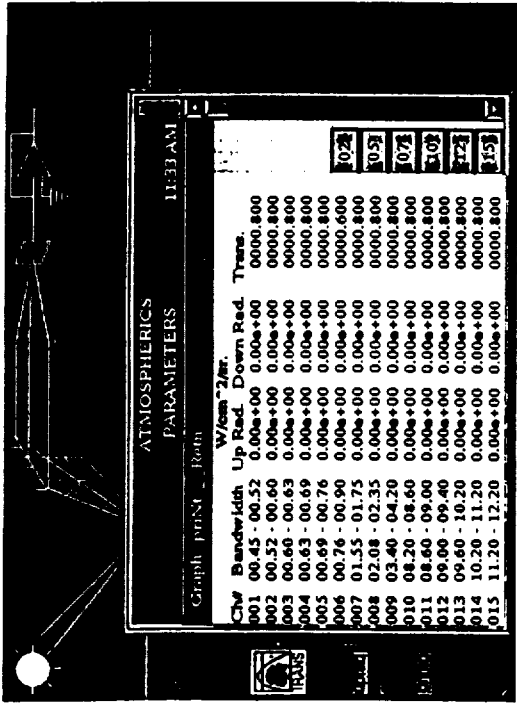 ATMOSPHERICS
PARAMETERS 11:33 AM
Graph priNt Retn
W/cm^2/sr.
Ch# Bandwidth Up Rad. Down Rad. Trans.
001 00.45 - 00.52 0.00e+00 0.00e+00 0000.800
002 00.52 - 00.60 0.00e+00 0.00e+00 0000.800
003 00.60 - 00.63 0.00e+00 0.00e+00 0000.800
004 00.63 - 00.69 0.00e+00 0.00e+00 0000.800
005 00.69 - 00.76 0.00e+00 0.00e+00 0000.800
006 00.76 - 00.90 0.00e+00 0.00e+00 0000.600
007 01.55 - 01.75 0.00e+00 0.00e+00 0000.800
008 02.08 - 02.35 0.00e+00 0.00e+00 0000.800
009 03.40 - 04.20 0.00e+00 0.00e+00 0000.800
010 08.20 - 08.60 0.00e+00 0.00e+00 0000.800
011 08.60 - 09.00 0.00e+00 0.00e+00 0000.800
012 09.00 - 09.40 0.00e+00 0.00e+00 0000.800
013 09.60 - 10.20 0.00e+00 0.00e+00 0000.800
014 10.20 - 11.20 0.00e+00 0.00e+00 0000.800
015 11.20 - 12.20 0.00e+00 0.00e+00 0000.800
TRANS